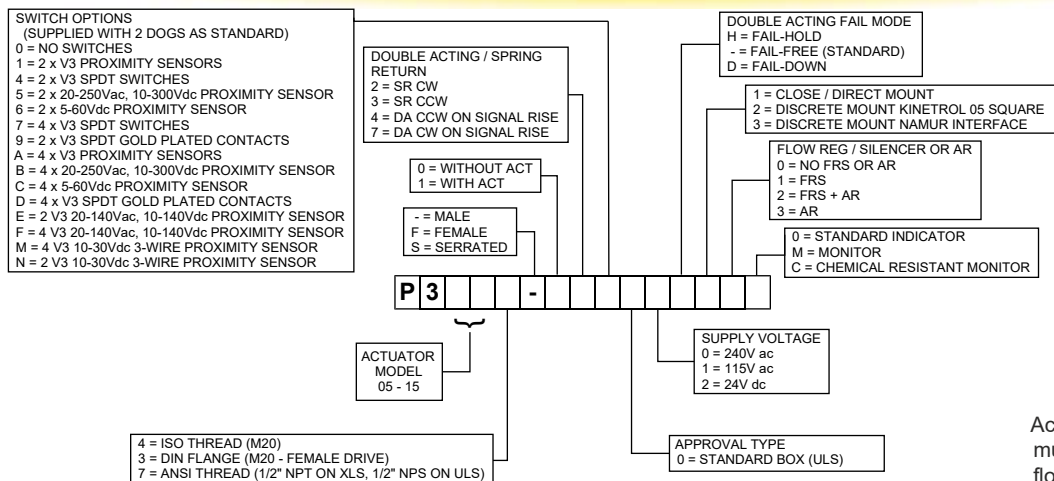 SWITCH OPTIONS
(SUPPLIED WITH 2 DOGS AS STANDARD)
0 = NO SWITCHES
1 = 2 x V3 PROXIMITY SENSORS
4 = 2 x V3 SPDT SWITCHES
5 = 2 x 20-250Vac, 10-300Vdc PROXIMITY SENSOR
6 = 2 x 5-60Vdc PROXIMITY SENSOR
7 = 4 x V3 SPDT SWITCHES
9 = 2 x V3 SPDT GOLD PLATED CONTACTS
A = 4 x V3 PROXIMITY SENSORS
B = 4 x 20-250Vac, 10-300Vdc PROXIMITY SENSOR
C = 4 x 5-60Vdc PROXIMITY SENSOR
D = 4 x V3 SPDT GOLD PLATED CONTACTS
E = 2 V3 20-140Vac, 10-140Vdc PROXIMITY SENSOR
F = 4 V3 20-140Vac, 10-140Vdc PROXIMITY SENSOR
M = 4 V3 10-30Vdc 3-WIRE PROXIMITY SENSOR
N = 2 V3 10-30Vdc 3-WIRE PROXIMITY SENSOR
DOUBLE ACTING / SPRING
RETURN
2 = SR CW
3 = SR CCW
4 = DA CCW ON SIGNAL RISE
7 = DA CW ON SIGNAL RISE
0 = WITHOUT ACT
1 = WITH ACT
- = MALE
F = FEMALE
S = SERRATED
DOUBLE ACTING FAIL MODE
H = FAIL-HOLD
- = FAIL-FREE (STANDARD)
D = FAIL-DOWN
1 = CLOSE / DIRECT MOUNT
2 = DISCRETE MOUNT KINETROL 05 SQUARE
3 = DISCRETE MOUNT NAMUR INTERFACE
FLOW REG / SILENCER OR AR
0 = NO FRS OR AR
1 = FRS
2 = FRS + AR
3 = AR
0 = STANDARD INDICATOR
M = MONITOR
C = CHEMICAL RESISTANT MONITOR
P 3 -
ACTUATOR
MODEL
05 - 15
SUPPLY VOLTAGE
0 = 240V ac
1 = 115V ac
2 = 24V dc
4 = ISO THREAD (M20)
3 = DIN FLANGE (M20 - FEMALE DRIVE)
7 = ANSI THREAD (1/2" NPT ON XLS, 1/2" NPS ON ULS)
APPROVAL TYPE
0 = STANDARD BOX (ULS)
Ac
mu
flo